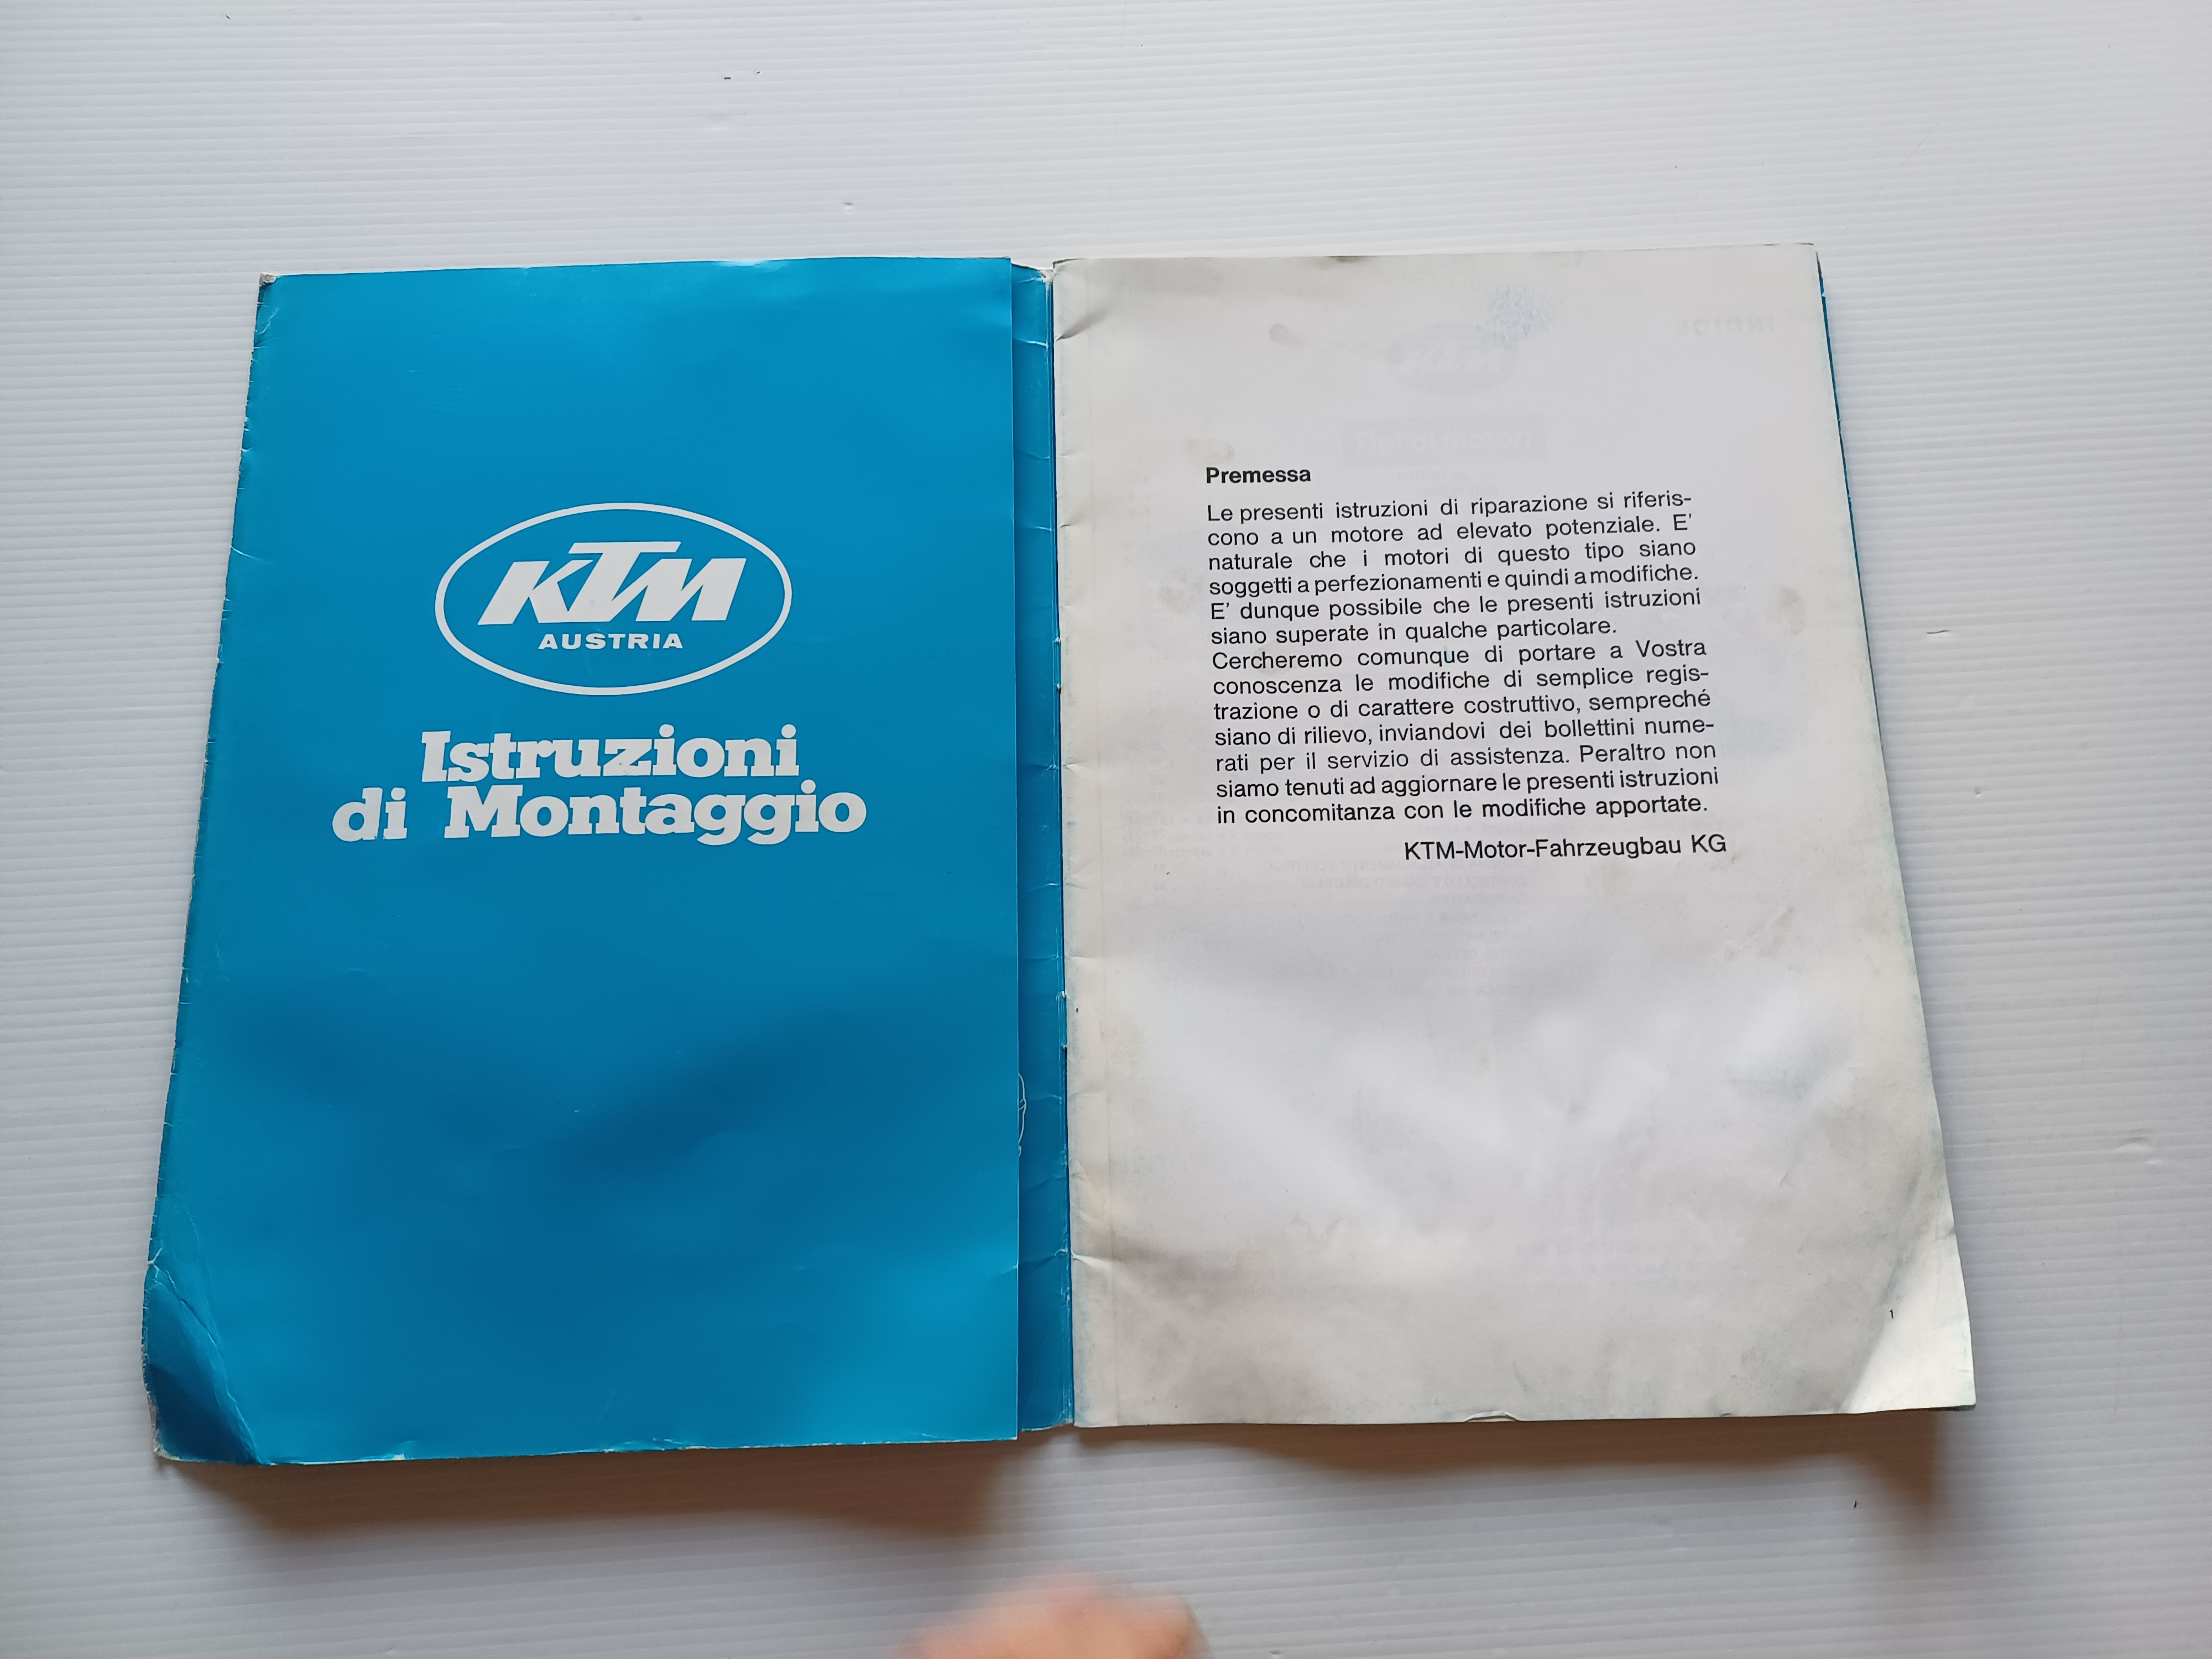 KTM
AUSTRIA
Istruzioni
di Montaggio
Premessa
Le presenti istruzioni di riparazione si riferis-
cono a un motore ad elevato potenziale. E'
naturale che i motori di questo tipo siano
soggetti a perfezionamenti e quindi a modifiche.
E' dunque possibile che le presenti istruzioni
siano superate in qualche particolare.
Cercheremo comunque di portare a Vostra
conoscenza le modifiche di semplice regis-
trazione o di carattere costruttivo, sempreché
siano di rilievo, inviandovi dei bollettini nume-
rati per il servizio di assistenza. Peraltro non
siamo tenuti ad aggiornare le presenti istruzioni
in concomitanza con le modifiche apportate.
KTM-Motor-Fahrzeugbau KG
1